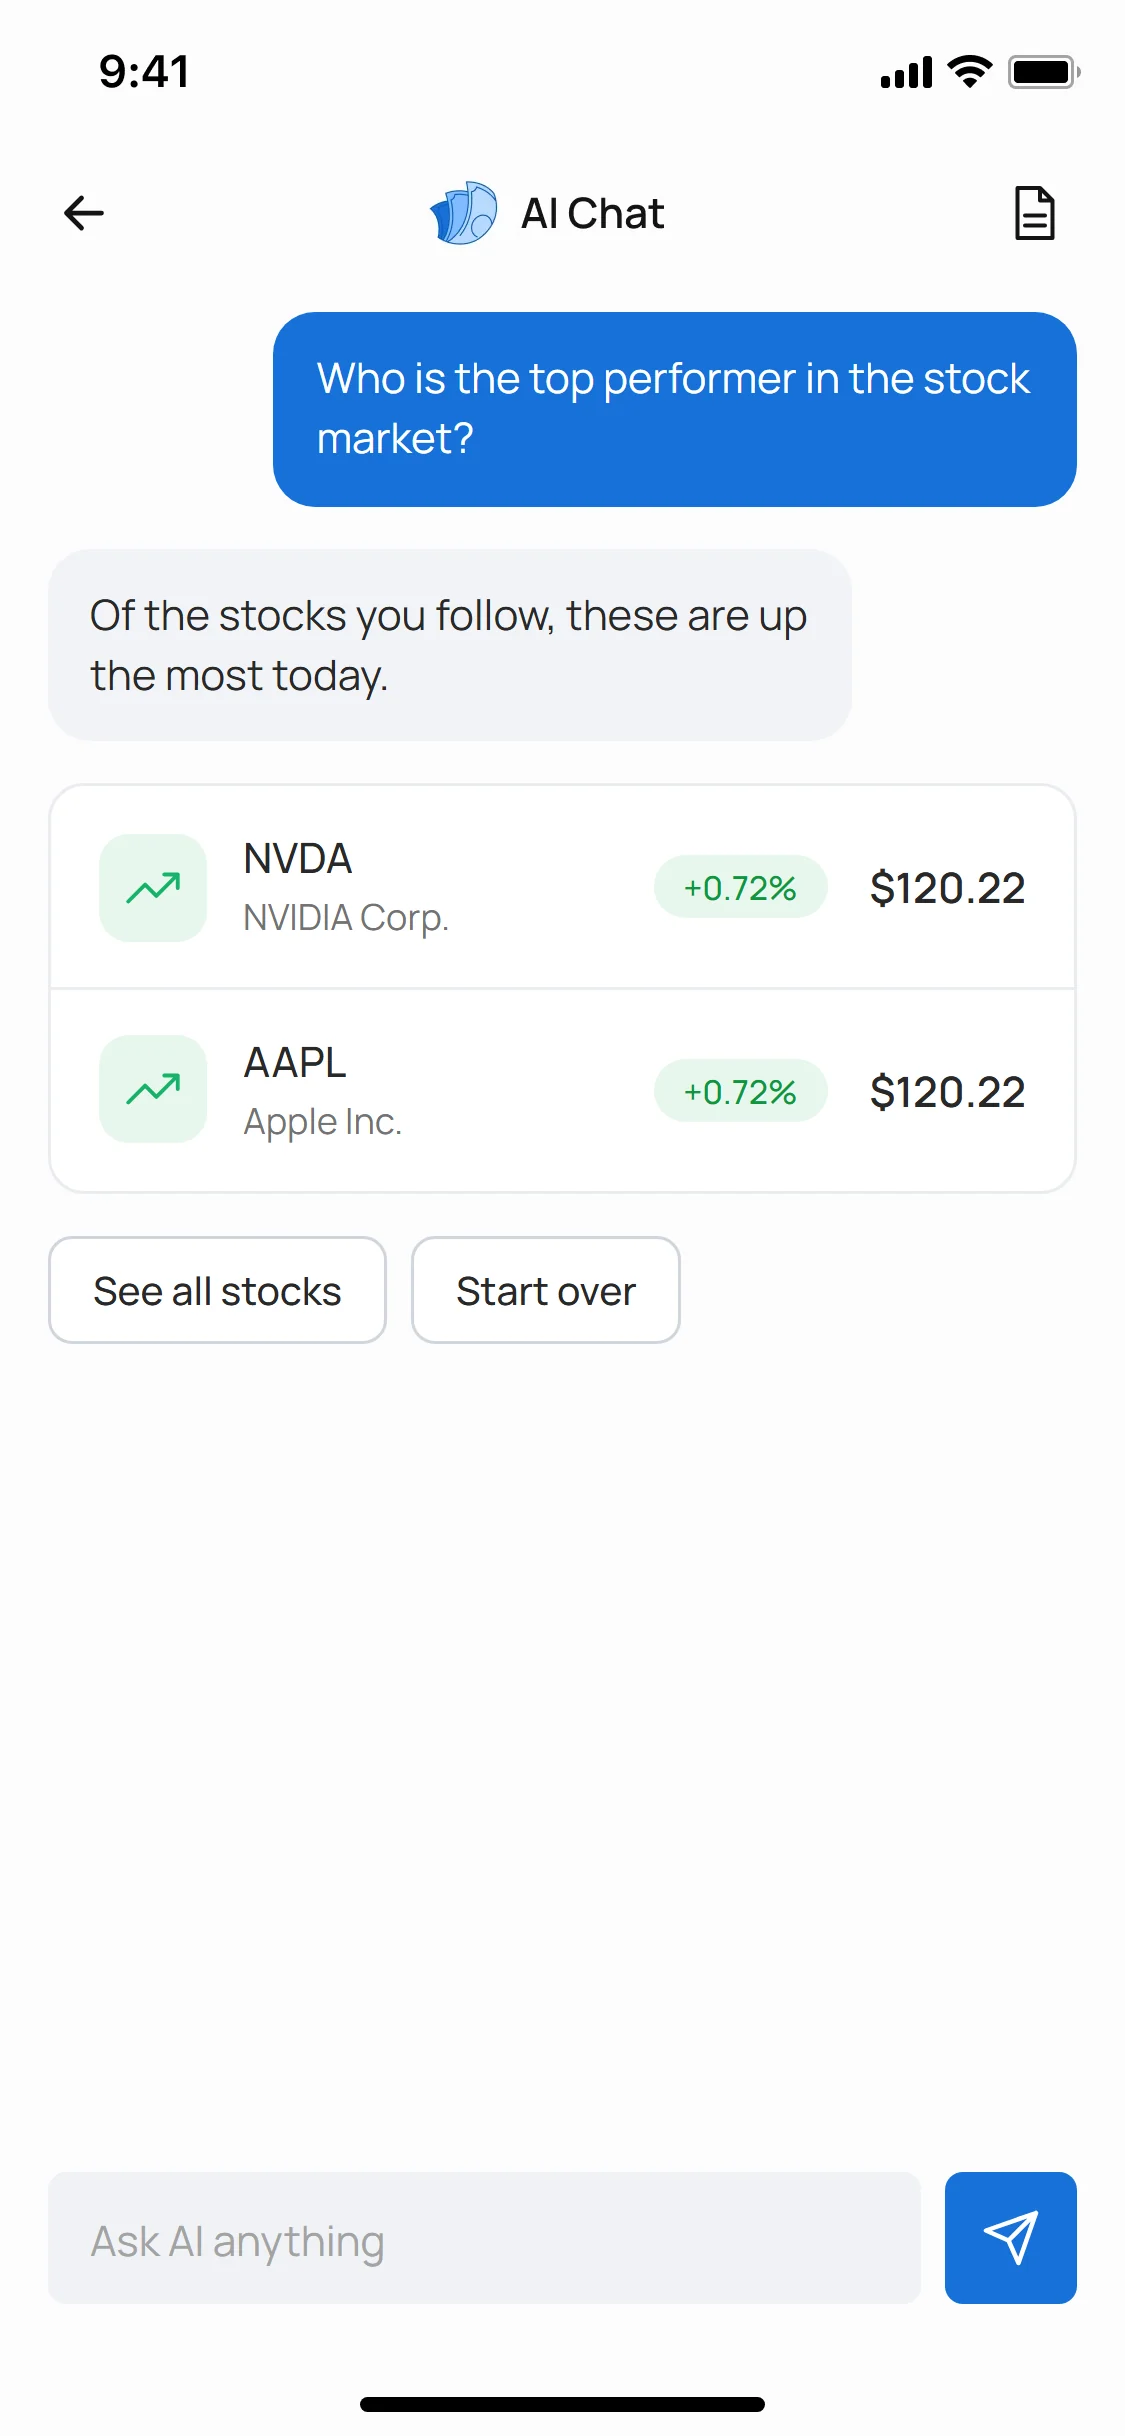 9:41
AI Chat
Who is the top performer in the stock
market?
Of the stocks you follow, these are up
the most today.
NVDA
NVIDIA Corp.
+0.72%
$120.22
AAPL
Apple Inc.
+0.72%
$120.22
See all stocks
Start over
Ask AI anything